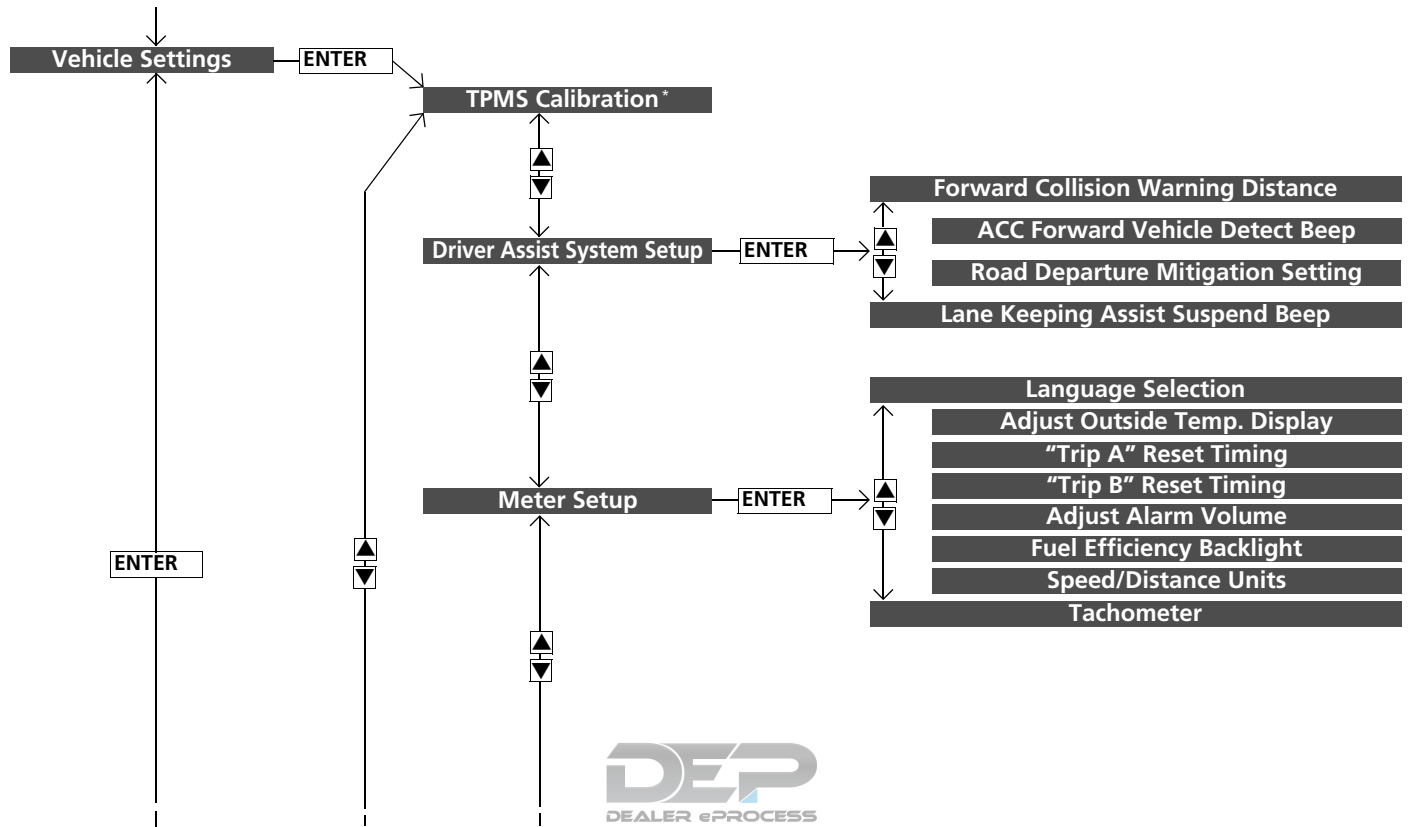 Vehicle Settings
ENTER
TPMS Calibration*
Driver Assist System Setup
ENTER
Forward Collision Warning Distance
ACC Forward Vehicle Detect Beep
Road Departure Mitigation Setting
Lane Keeping Assist Suspend Beep
Meter Setup
ENTER
Language Selection
Adjust Outside Temp. Display
“Trip A” Reset Timing
“Trip B” Reset Timing
Adjust Alarm Volume
Fuel Efficiency Backlight
Speed/Distance Units
Tachometer
ENTER
DEP
DEALER ePROCESS